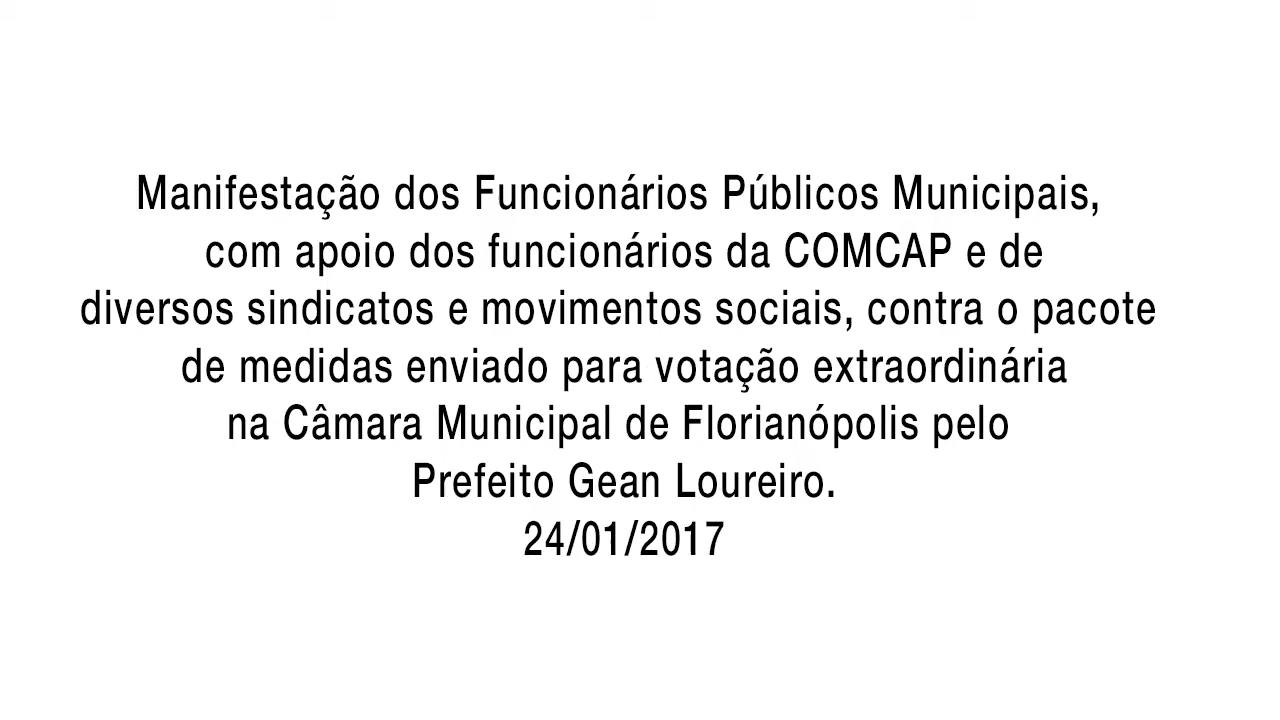 Manifestação dos Funcionários Públicos Municipais,
com apoio dos funcionários da COMCAP e de
diversos sindicatos e movimentos sociais, contra o pacote
de medidas enviado para votação extraordinária
na Câmara Municipal de Florianópolis pelo
Prefeito Gean Loureiro.
24/01/2017